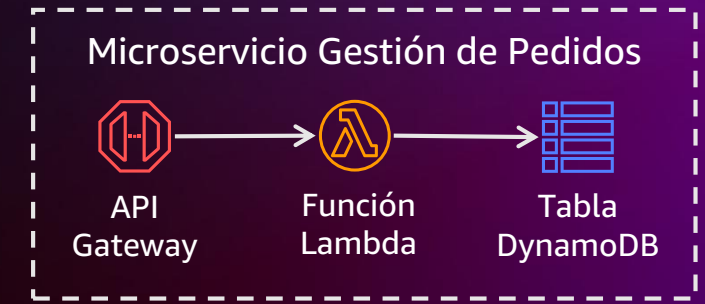 Microservicio Gestión de Pedidos
API
Gateway
Función
Lambda
Tabla
DynamoDB